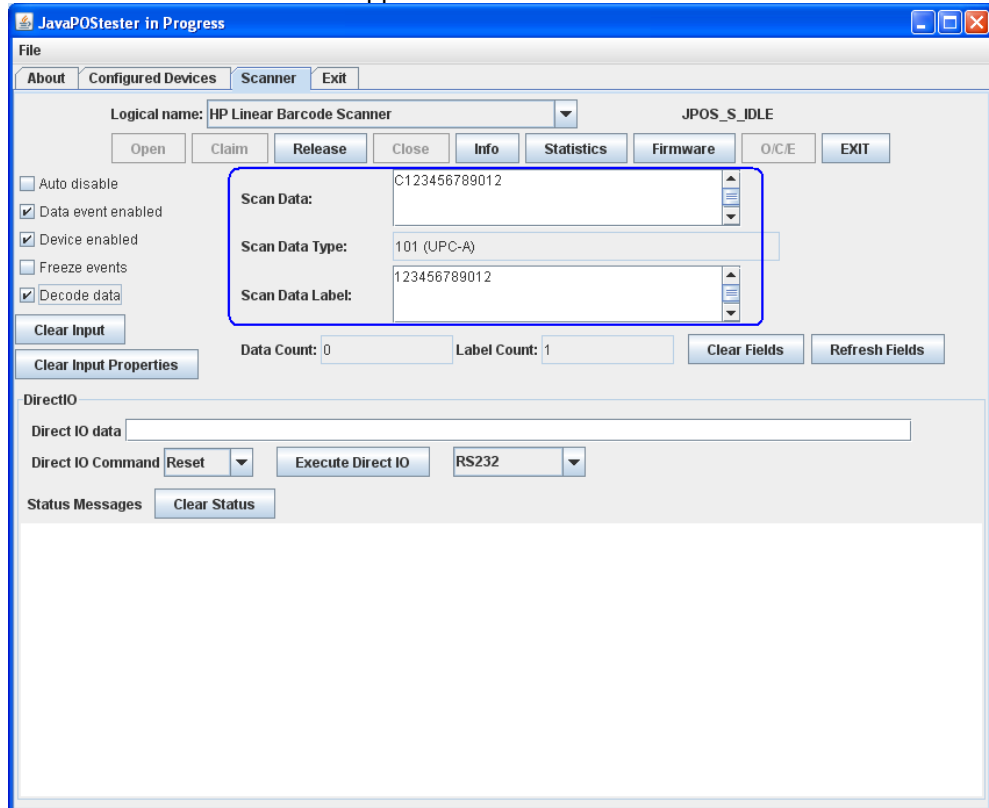 JavaPOStester in Progress
File
About Configured Devices Scanner Exit
Logical name: HP Linear Barcode Scanner JPOS_S_IDLE
Open Claim Release Close Info Statistics Firmware O/C/E EXIT
Auto disable
Data event enabled
Device enabled
Freeze events
Decode data
Clear Input
Clear Input Properties
Scan Data: C123456789012
Scan Data Type: 101 (UPC-A)
Scan Data Label: 123456789012
Data Count: 0 Label Count: 1 Clear Fields Refresh Fields
DirectIO
Direct IO data
Direct IO Command Reset Execute Direct IO RS232
Status Messages Clear Status